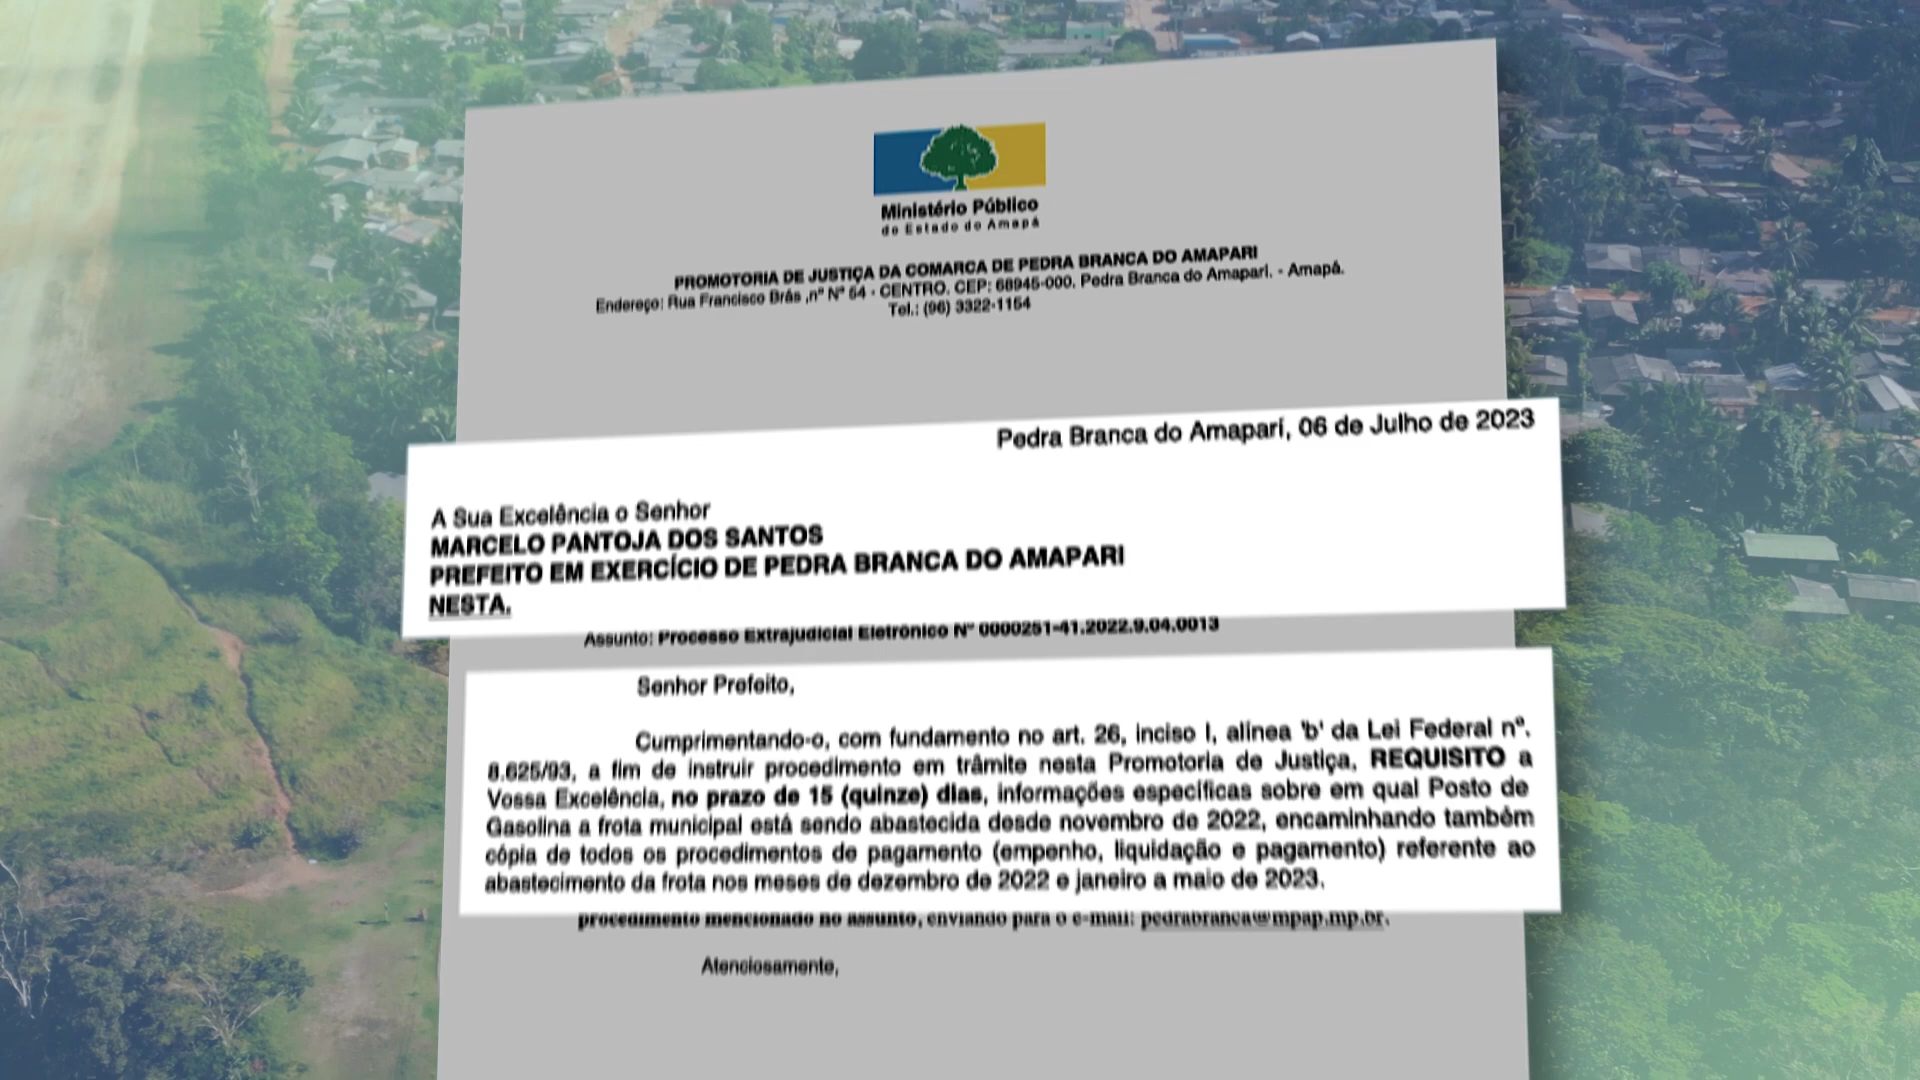 Ministério Público
do Estado do Amapá
PROMOTORIA DE JUSTIÇA DA COMARCA DE PEDRA BRANCA DO AMAPARI
Endereço: Rua Francisco Brás ,nº Nº 54 - CENTRO. CEP: 68945-000. Pedra Branca do Amapari. - Amapá.
Tel.: (96) 3322-1154
Pedra Branca do Amapari, 06 de Julho de 2023
A Sua Excelência o Senhor
MARCELO PANTOJA DOS SANTOS
PREFEITO EM EXERCÍCIO DE PEDRA BRANCA DO AMAPARI
NESTA.
Assunto: Processo Extrajudicial Eletrônico Nº 0000251-41.2022.9.04.0013
Senhor Prefeito,
Cumprimentando-o, com fundamento no art. 26, inciso I, alínea 'b' da Lei Federal nº.
8.625/93, a fim de instruir procedimento em trâmite nesta Promotoria de Justiça, REQUISITO a
Vossa Excelência, no prazo de 15 (quinze) dias, informações específicas sobre em qual Posto de
Gasolina a frota municipal está sendo abastecida desde novembro de 2022, encaminhando também
cópia de todos os procedimentos de pagamento (empenho, liquidação e pagamento) referente ao
abastecimento da frota nos meses de dezembro de 2022 e janeiro a maio de 2023.
procedimento mencionado no assunto, enviando para o e-mail: pedrabranca@mpap.mp.br.
Atenciosamente,